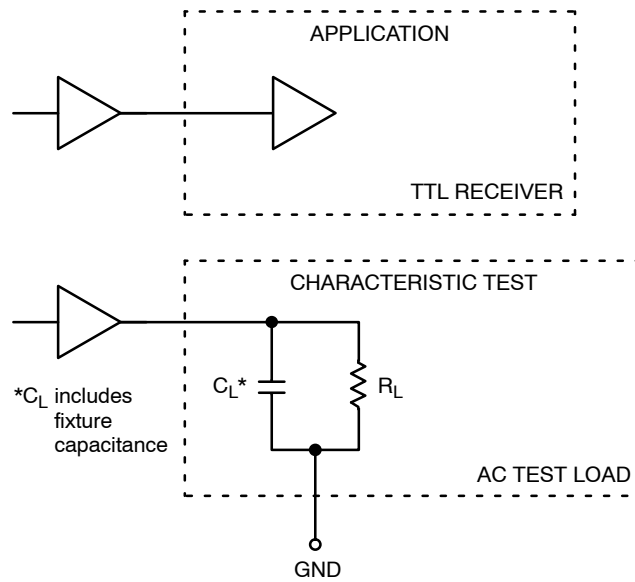 APPLICATION
TTL RECEIVER
CHARACTERISTIC TEST
*CL includes
fixture
capacitance
CL*
RL
AC TEST LOAD
GND